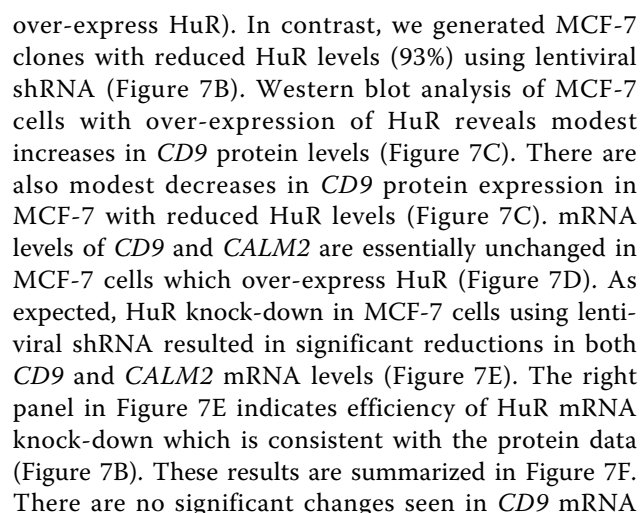 over-express HuR). In contrast, we generated MCF-7
clones with reduced HuR levels (93%) using lentiviral
shRNA (Figure 7B). Western blot analysis of MCF-7
cells with over-expression of HuR reveals modest
increases in CD9 protein levels (Figure 7C). There are
also modest decreases in CD9 protein expression in
MCF-7 with reduced HuR levels (Figure 7C). mRNA
levels of CD9 and CALM2 are essentially unchanged in
MCF-7 cells which over-express HuR (Figure 7D). As
expected, HuR knock-down in MCF-7 cells using lenti-
viral shRNA resulted in significant reductions in both
CD9 and CALM2 mRNA levels (Figure 7E). The right
panel in Figure 7E indicates efficiency of HuR mRNA
knock-down which is consistent with the protein data
(Figure 7B). These results are summarized in Figure 7F.
There are no significant changes seen in CD9 mRNA